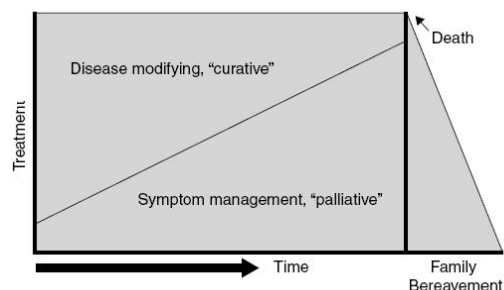 Death
Disease modifying, “curative”
Treatment
Symptom management, “palliative”
Time
Family
Bereavement